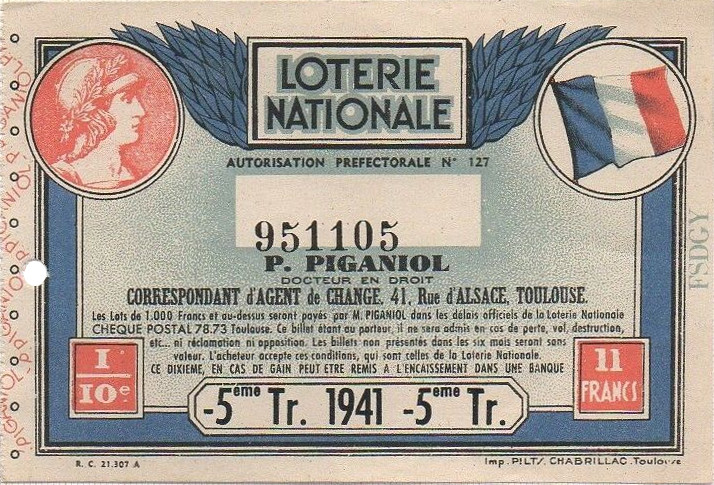 LOTERIE
NATIONALE
AUTORISATION PREFECTORALE N° 127
951105
P. PIGANIOL
DOCTEUR EN DROIT
CORRESPONDANT d'AGENT de CHANGE, 41, Rue d'ALSACE, TOULOUSE.
Les Lots de 1.000 Francs et au-dessus seront payés par M. PIGANIOL dans les délais officiels de la Loterie Nationale
CHEQUE POSTAL 78.73 Toulouse. Ce billet étant au porteur, il ne sera admis en cas de perte, vol, destruction,
etc... ni réclamation ni opposition. Les billets non présentés dans les six mois seront sans
valeur. L'acheteur accepte ces conditions, qui sont celles de la Loterie Nationale.
CE DIXIEME, EN CAS DE GAIN PEUT ETRE REMIS A L'ENCAISSEMENT DANS UNE BANQUE
1/10e
11
FRANCS
-5eme Tr. 1941 -5eme Tr.
R. C. 21.307 A
Imp. PILTS, CHABRILLAC. Toulouse
FSDGY